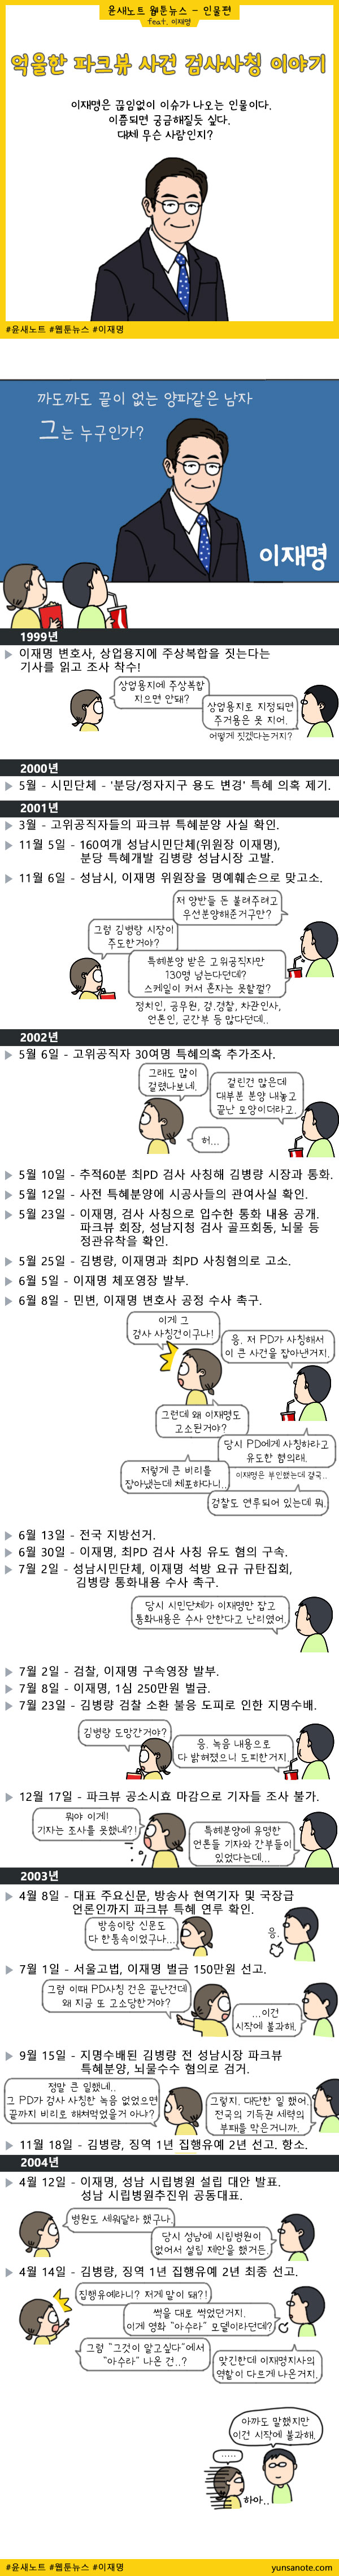 윤새노트 웹툰뉴스 - 인물편
feat. 이재명
억울한 파크뷰 사건 검사사칭 이야기
이재명은 끊임없이 이슈가 나오는 인물이다.
이쯤되면 궁금해질듯 싶다.
대체 무슨 사람인지?
#윤새노트 #웹툰뉴스 #이재명
까도까도 끝이 없는 양파같은 남자
그는 누구인가?
이재명
1999년
이재명 변호사, 상업용지에 주상복합을 짓는다는
기사를 읽고 조사 착수!
상업용지에 주상복합
지으면 안돼?
상업용지로 지정되면
주거용은 못 지어.
어떻게 짓겠다는거지?
2000년
5월 - 시민단체 - '분당/정자지구 용도 변경' 특혜 의혹 제기.
2001년
3월 - 고위공직자들의 파크뷰 특혜분양 사실 확인.
11월 5일 - 160여개 성남시민단체(위원장 이재명),
분당 특혜개발 김병량 성남시장 고발.
11월 6일 - 성남시, 이재명 위원장을 명예훼손으로 맞고소.
저 양반들 돈 불려주려고
우선분양해준거구만?
그럼 김병량 시장이
주도한거야?
특혜분양 받은 고위공직자만
130명 넘는다던데?
스케일이 커서 혼자는 못할껄?
정치인, 공무원, 검.경찰, 차관인사,
언론인, 군간부 등 많다던데..
2002년
5월 6일 - 고위공직자 30여명 특혜의혹 추가조사.
그래도 많이
걸렸나보네.
걸린건 많은데
대부분 분양 내놓고
끝난 모양이더라고.
허...
5월 10일 - 추적60분 최PD 검사 사칭해 김병량 시장과 통화.
5월 12일 - 사전 특혜분양에 시공사들의 관여사실 확인.
5월 23일 - 이재명, 검사 사칭으로 입수한 통화 내용 공개.
파크뷰 회장, 성남지청 검사 골프회동, 뇌물 등
정관유착을 확인.
5월 25일 - 김병량, 이재명과 최PD 사칭혐의로 고소.
6월 5일 - 이재명 체포영장 발부.
6월 8일 - 민변, 이재명 변호사 공정 수사 촉구.
이게 그
검사 사칭건이구나!
응. 저 PD가 사칭해서
이 큰 사건을 잡아낸거지.
그런데 왜 이재명도
고소된거야?
당시 PD에게 사칭하라고
유도한 혐의래.
이재명은 부인했는데 결국..
저렇게 큰 비리를
잡아냈는데 체포하다니..
검찰도 연루되어 있는데 뭐.
6월 13일 - 전국 지방선거.
6월 30일 - 이재명, 최PD 검사 사칭 유도 혐의 구속.
7월 2일 - 성남시민단체, 이재명 석방 요규 규탄집회,
김병량 통화내용 수사 촉구.
당시 시민단체가 이재명만 잡고
통화내용은 수사 안한다고 난리였어.
7월 2일 - 검찰, 이재명 구속영장 발부.
7월 8일 - 이재명, 1심 250만원 벌금.
7월 23일 - 김병량 검찰 소환 불응 도피로 인한 지명수배.
김병량 도망간거야?
응. 녹음 내용으로
다 밝혀졌으니 도피한거지.
12월 17일 - 파크뷰 공소시효 마감으로 기자들 조사 불가.
뭐야 이게!
기자는 조사를 못했네?!
특혜분양에 유명한
언론들 기자와 간부들이
있었다는데...
2003년
4월 8일 - 대표 주요신문, 방송사 현역기자 및 국장급
언론인까지 파크뷰 특혜 연루 확인.
방송이랑 신문도
다 한통속이었구나...
응.
7월 1일 - 서울고법, 이재명 벌금 150만원 선고.
그럼 이때 PD사칭 건은 끝난건데
왜 지금 또 고소당한거야?
...이건
시작에 불과해.
9월 15일 - 지명수배된 김병량 전 성남시장 파크뷰
특혜분양, 뇌물수수 혐의로 검거.
정말 큰 일했네..
그 PD가 검사 사칭한 녹음 없었으면
끝까지 비리로 해쳐먹었을거 아냐?
그렇지. 대단한 일 했어.
전국의 기득권 세력의
부패를 막은거니까.
11월 18일 - 김병량, 징역 1년 집행유예 2년 선고. 항소.
2004년
4월 12일 - 이재명, 성남 시립병원 설립 대안 발표.
성남 시립병원추진위 공동대표.
병원도 세워달라 했구나.
당시 성남에 시립병원이
없어서 설립 제안을 했거든.
4월 14일 - 김병량, 징역 1년 집행유예 2년 최종 선고.
집행유예라니? 저게 말이 돼?!
썩을 대로 썩었던거지.
이게 영화 "아수라" 모델이라던데?
그럼 "그것이 알고싶다"에서
"아수라" 나온 건..?
맞긴한데 이재명지사의
역할이 다르게 나온거지.
아까도 말했지만
이건 시작에 불과해.
.....
하아..
#윤새노트 #웹툰뉴스 #이재명
yunsanote.com